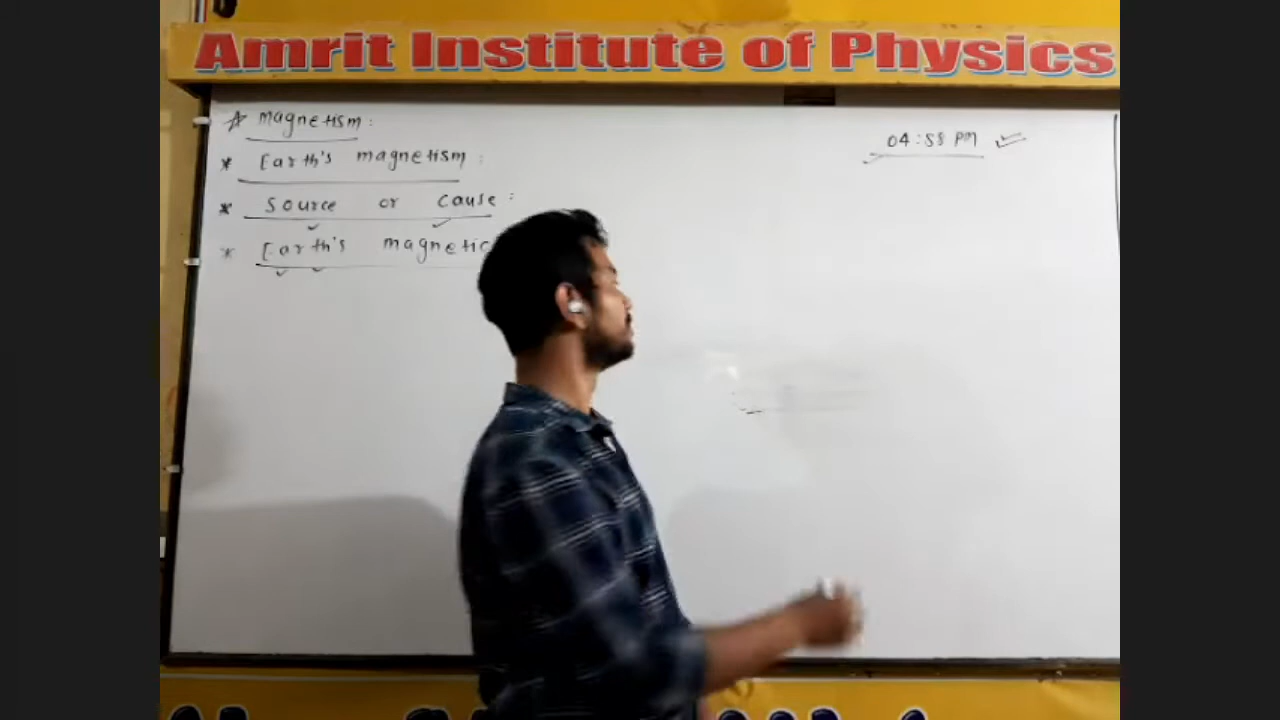 Amrit Institute of Physics
☆ magnetism :
04:58 PM
* Earth's magnetism :
* Source or cause :
* Earth's magnetic